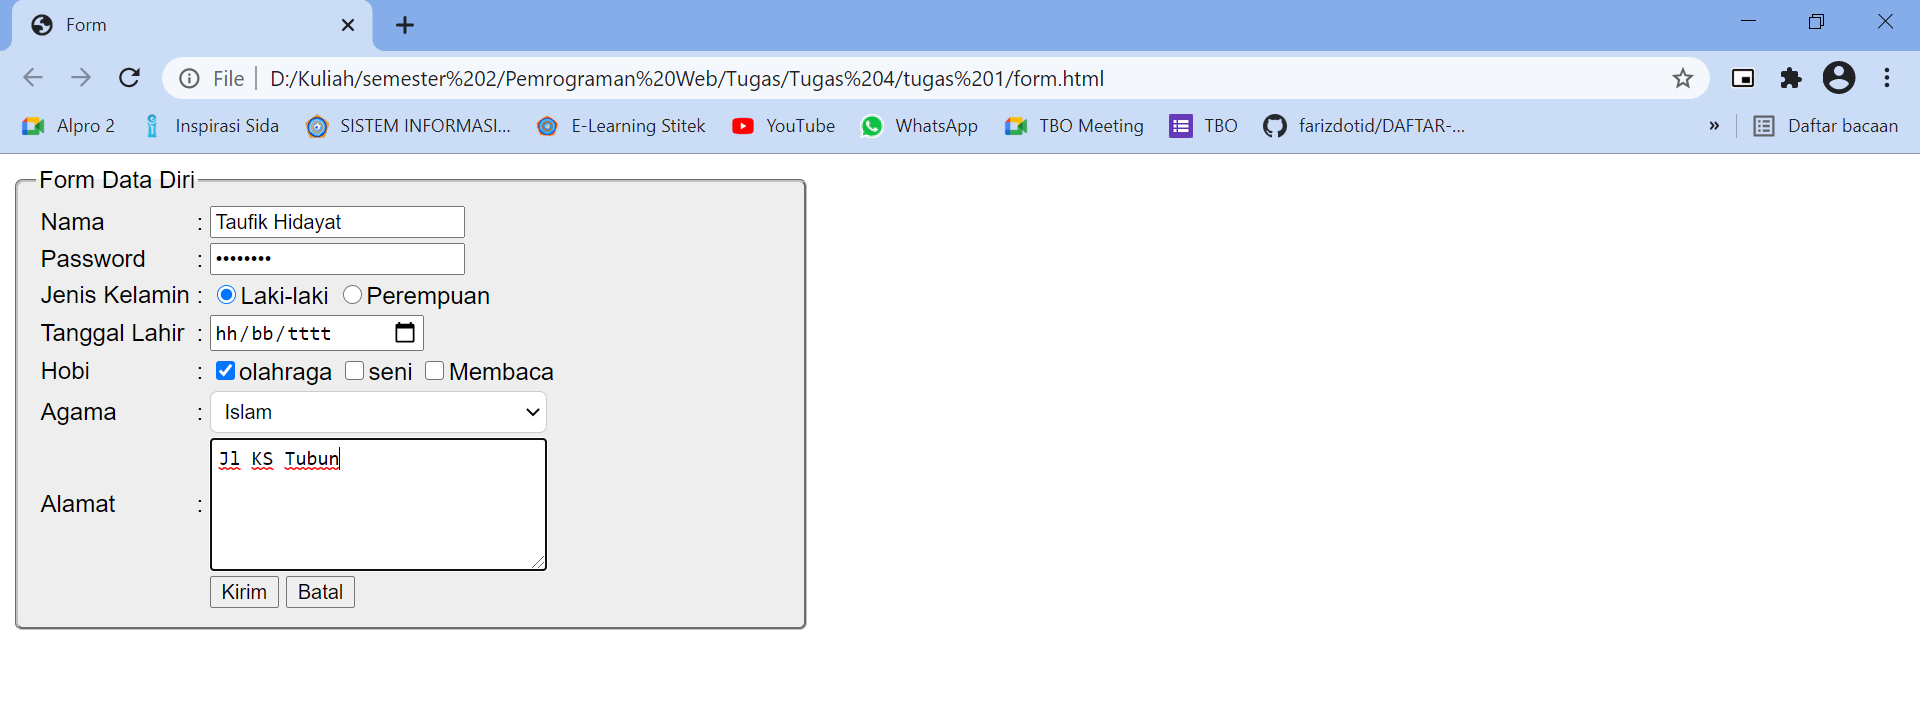 Form
File D:/Kuliah/semester%202/Pemrograman%20Web/Tugas/Tugas%204/tugas%201/form.html
Alpro 2 Inspirasi Sida SISTEM INFORMASI... E-Learning Stitek YouTube WhatsApp TBO Meeting TBO farizdotid/DAFTAR-... » Daftar bacaan
Form Data Diri
Nama : Taufik Hidayat
Password : ••••••••
Jenis Kelamin : Laki-laki Perempuan
Tanggal Lahir : hh/bb/tttt
Hobi : olahraga seni Membaca
Agama : Islam
Alamat : Jl KS Tubun
Kirim Batal